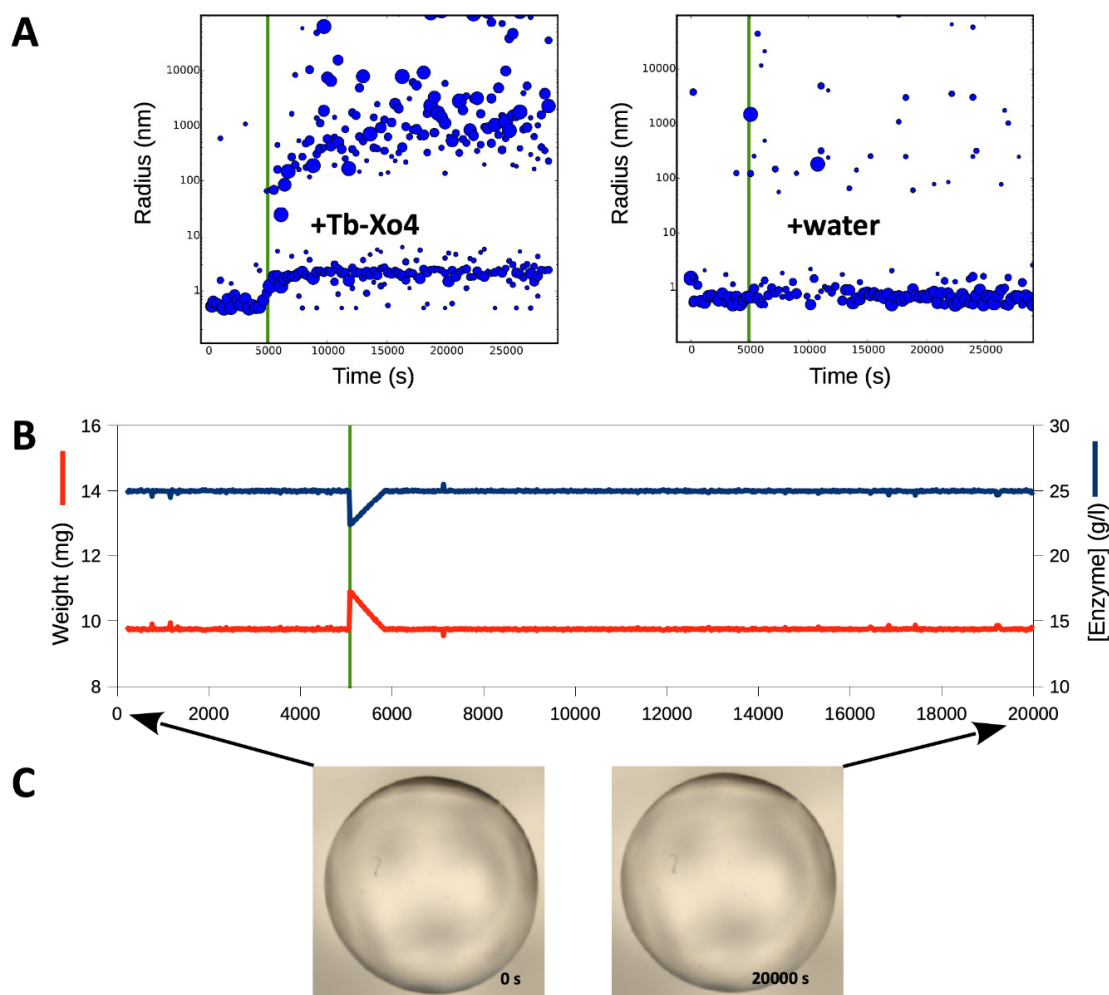 A
Radius (nm)
10000
1000
100
10
1
+Tb-Xo4
0 5000 10000 15000 20000 25000
Time (s)
Radius (nm)
10000
1000
100
10
1
+water
0 5000 10000 15000 20000 25000
Time (s)
B
Weight (mg)
16
14
12
10
8
30
25
20
15
10
[Enzyme] (g/l)
0 2000 4000 6000 8000 10000 12000 14000 16000 18000 20000
C
0 s
20000 s